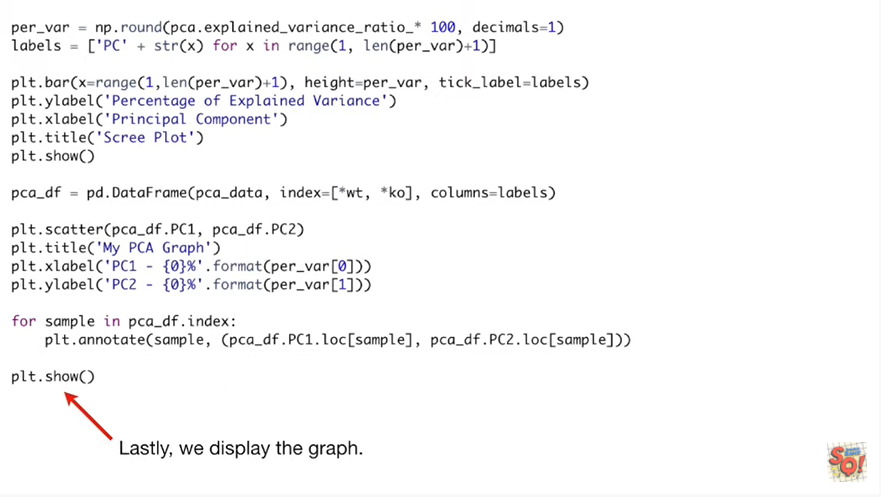 per_var = np.round(pca.explained_variance_ratio_* 100, decimals=1)
labels = ['PC' + str(x) for x in range(1, len(per_var)+1)]
plt.bar(x=range(1,len(per_var)+1), height=per_var, tick_label=labels)
plt.ylabel('Percentage of Explained Variance')
plt.xlabel('Principal Component')
plt.title('Scree Plot')
plt.show()
pca_df = pd.DataFrame(pca_data, index=[*wt, *ko], columns=labels)
plt.scatter(pca_df.PC1, pca_df.PC2)
plt.title('My PCA Graph')
plt.xlabel('PC1 - {0}%'.format(per_var[0]))
plt.ylabel('PC2 - {0}%'.format(per_var[1]))
for sample in pca_df.index:
    plt.annotate(sample, (pca_df.PC1.loc[sample], pca_df.PC2.loc[sample]))
plt.show()
Lastly, we display the graph.
SQ!